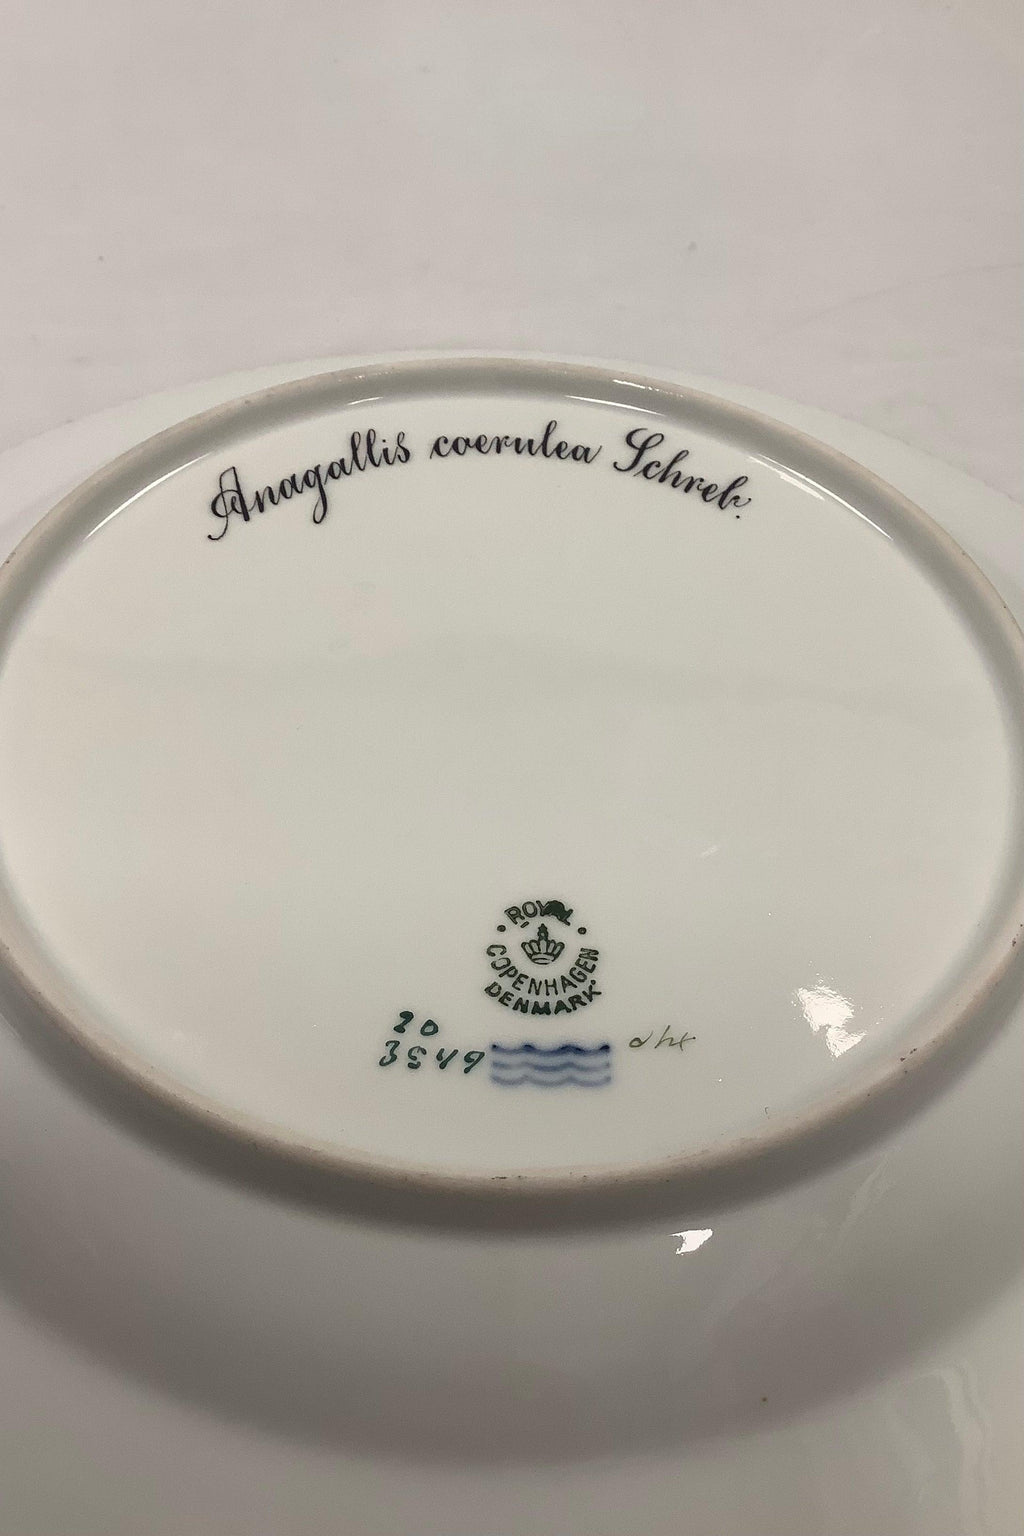 Anagallis coerulea Schreb.
ROYAL
COPENHAGEN
DENMARK
20
3549